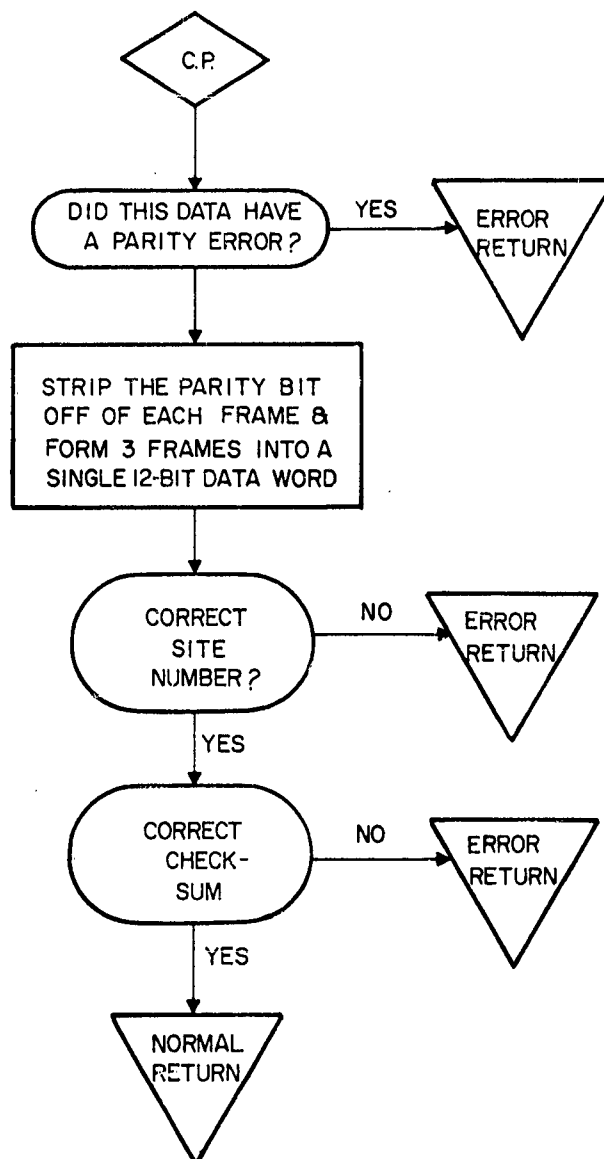 C.P.
DID THIS DATA HAVE
A PARITY ERROR?
YES
ERROR
RETURN
STRIP THE PARITY BIT
OFF OF EACH FRAME &
FORM 3 FRAMES INTO A
SINGLE 12-BIT DATA WORD
CORRECT
SITE
NUMBER?
NO
ERROR
RETURN
YES
CORRECT
CHECK-
SUM
NO
ERROR
RETURN
YES
NORMAL
RETURN